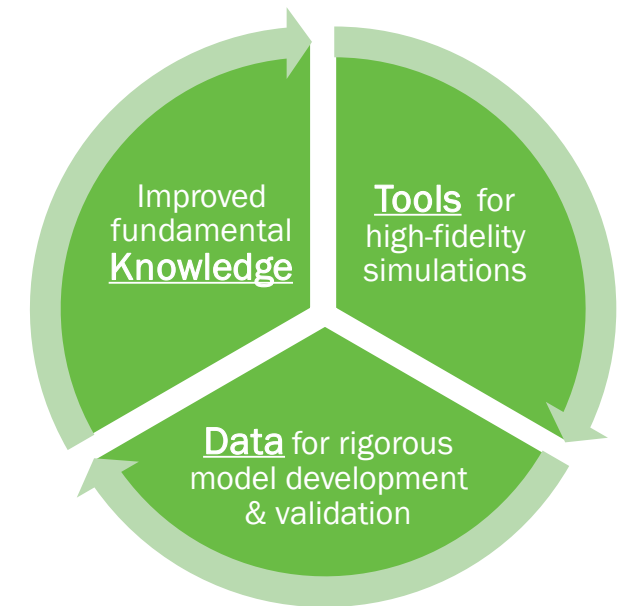 Improved
fundamental
Knowledge
Tools for
high-fidelity
simulations
Data for rigorous
model development
& validation